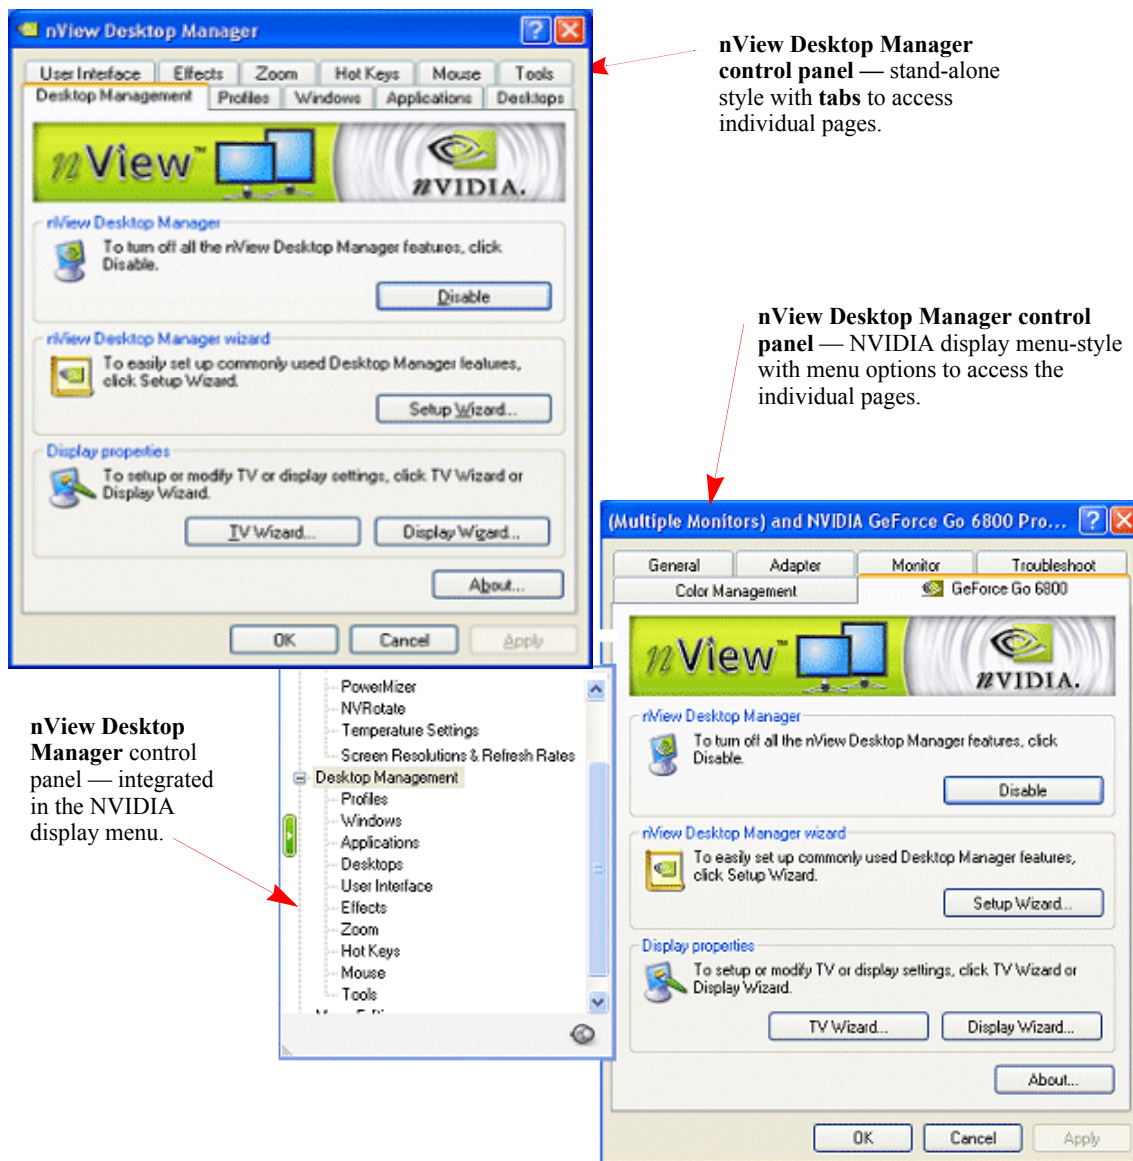 nView Desktop Manager
User Interface Effects Zoom Hot Keys Mouse Tools
Desktop Management Profiles Windows Applications Desktops
nView™ nVIDIA.
nView Desktop Manager
To turn off all the nView Desktop Manager features, click
Disable.
Disable
nView Desktop Manager wizard
To easily set up commonly used Desktop Manager features,
click Setup Wizard.
Setup Wizard...
Display properties
To setup or modify TV or display settings, click TV Wizard or
Display Wizard.
TV Wizard... Display Wizard...
About...
OK Cancel Apply
nView Desktop Manager
control panel — stand-alone
style with tabs to access
individual pages.
nView Desktop Manager control
panel — NVIDIA display menu-style
with menu options to access the
individual pages.
nView Desktop
Manager control
panel — integrated
in the NVIDIA
display menu.
PowerMizer
NVRotate
Temperature Settings
Screen Resolutions & Refresh Rates
Desktop Management
Profiles
Windows
Applications
Desktops
User Interface
Effects
Zoom
Hot Keys
Mouse
Tools
(Multiple Monitors) and NVIDIA GeForce Go 6800 Pro...
General Adapter Monitor Troubleshoot
Color Management GeForce Go 6800
nView™ nVIDIA.
nView Desktop Manager
To turn off all the nView Desktop Manager features, click
Disable.
Disable
nView Desktop Manager wizard
To easily set up commonly used Desktop Manager features,
click Setup Wizard.
Setup Wizard...
Display properties
To setup or modify TV or display settings, click TV Wizard or
Display Wizard.
TV Wizard... Display Wizard...
About...
OK Cancel Apply